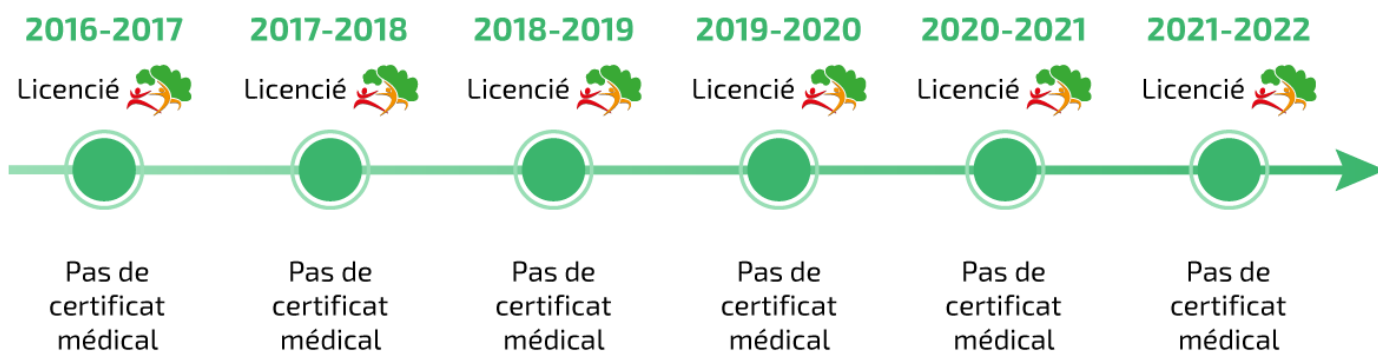 2016-2017 2017-2018 2018-2019 2019-2020 2020-2021 2021-2022
Licencié Licencié Licencié Licencié Licencié Licencié
Pas de Pas de Pas de Pas de Pas de Pas de
certificat certificat certificat certificat certificat certificat
médical médical médical médical médical médical